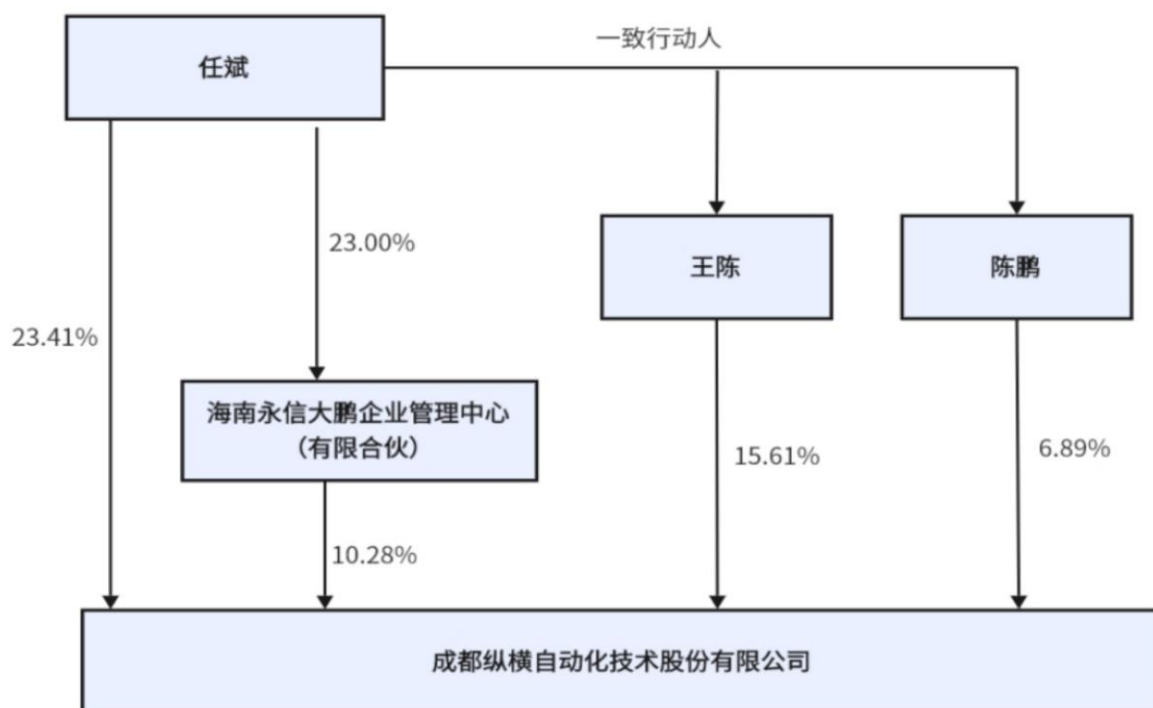 一致行动人
任斌
23.00%
王陈
陈鹏
23.41%
海南永信大鹏企业管理中心
（有限合伙）
15.61%
6.89%
10.28%
成都纵横自动化技术股份有限公司